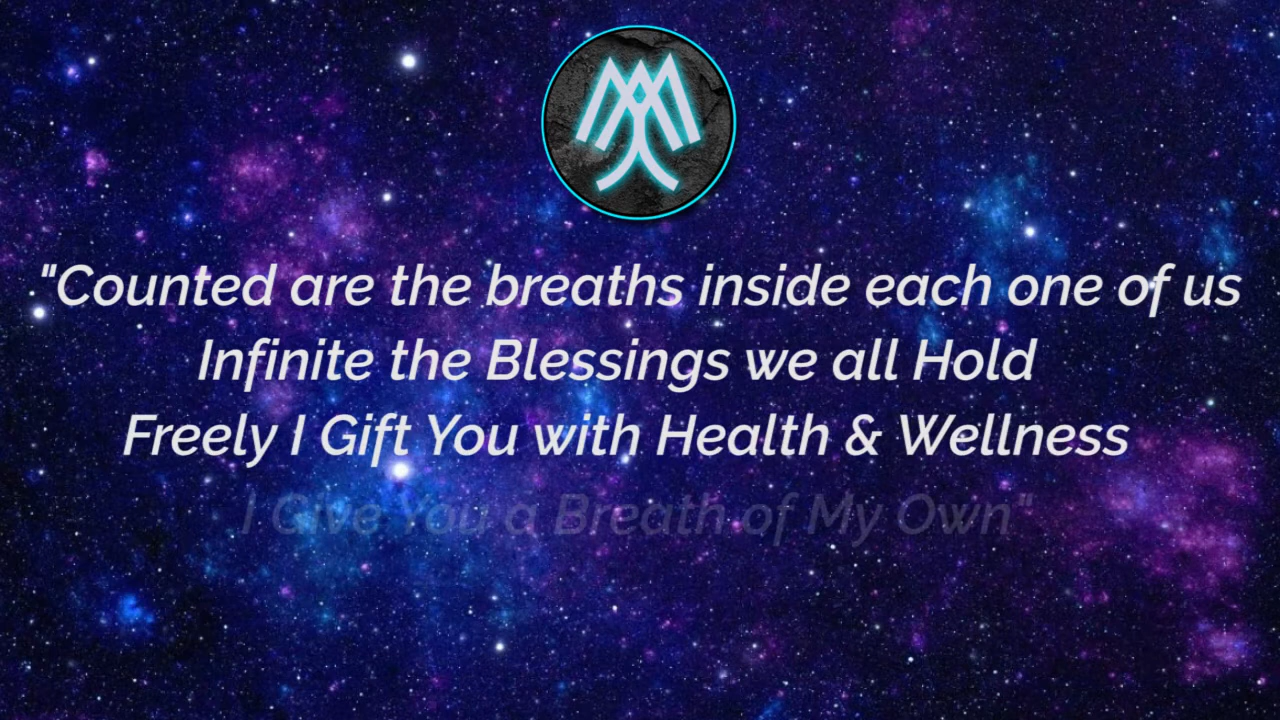 "Counted are the breaths inside each one of us
Infinite the Blessings we all Hold
Freely I Gift You with Health & Wellness
I Give You a Breath of My Own"